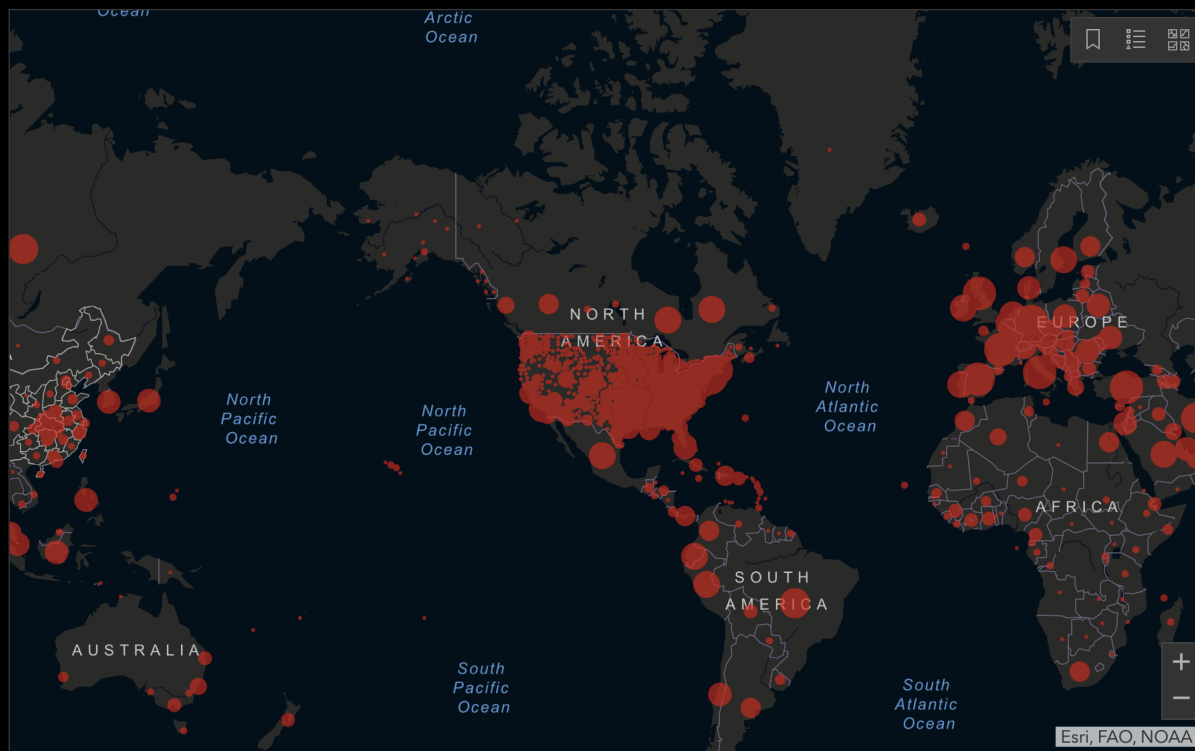 Ocean
Arctic
Ocean
NORTH
AMERICA
EUROPE
North
Pacific
Ocean
North
Pacific
Ocean
North
Atlantic
Ocean
AFRICA
SOUTH
AMERICA
AUSTRALIA
South
Pacific
Ocean
South
Atlantic
Ocean
+
−
Esri, FAO, NOAA